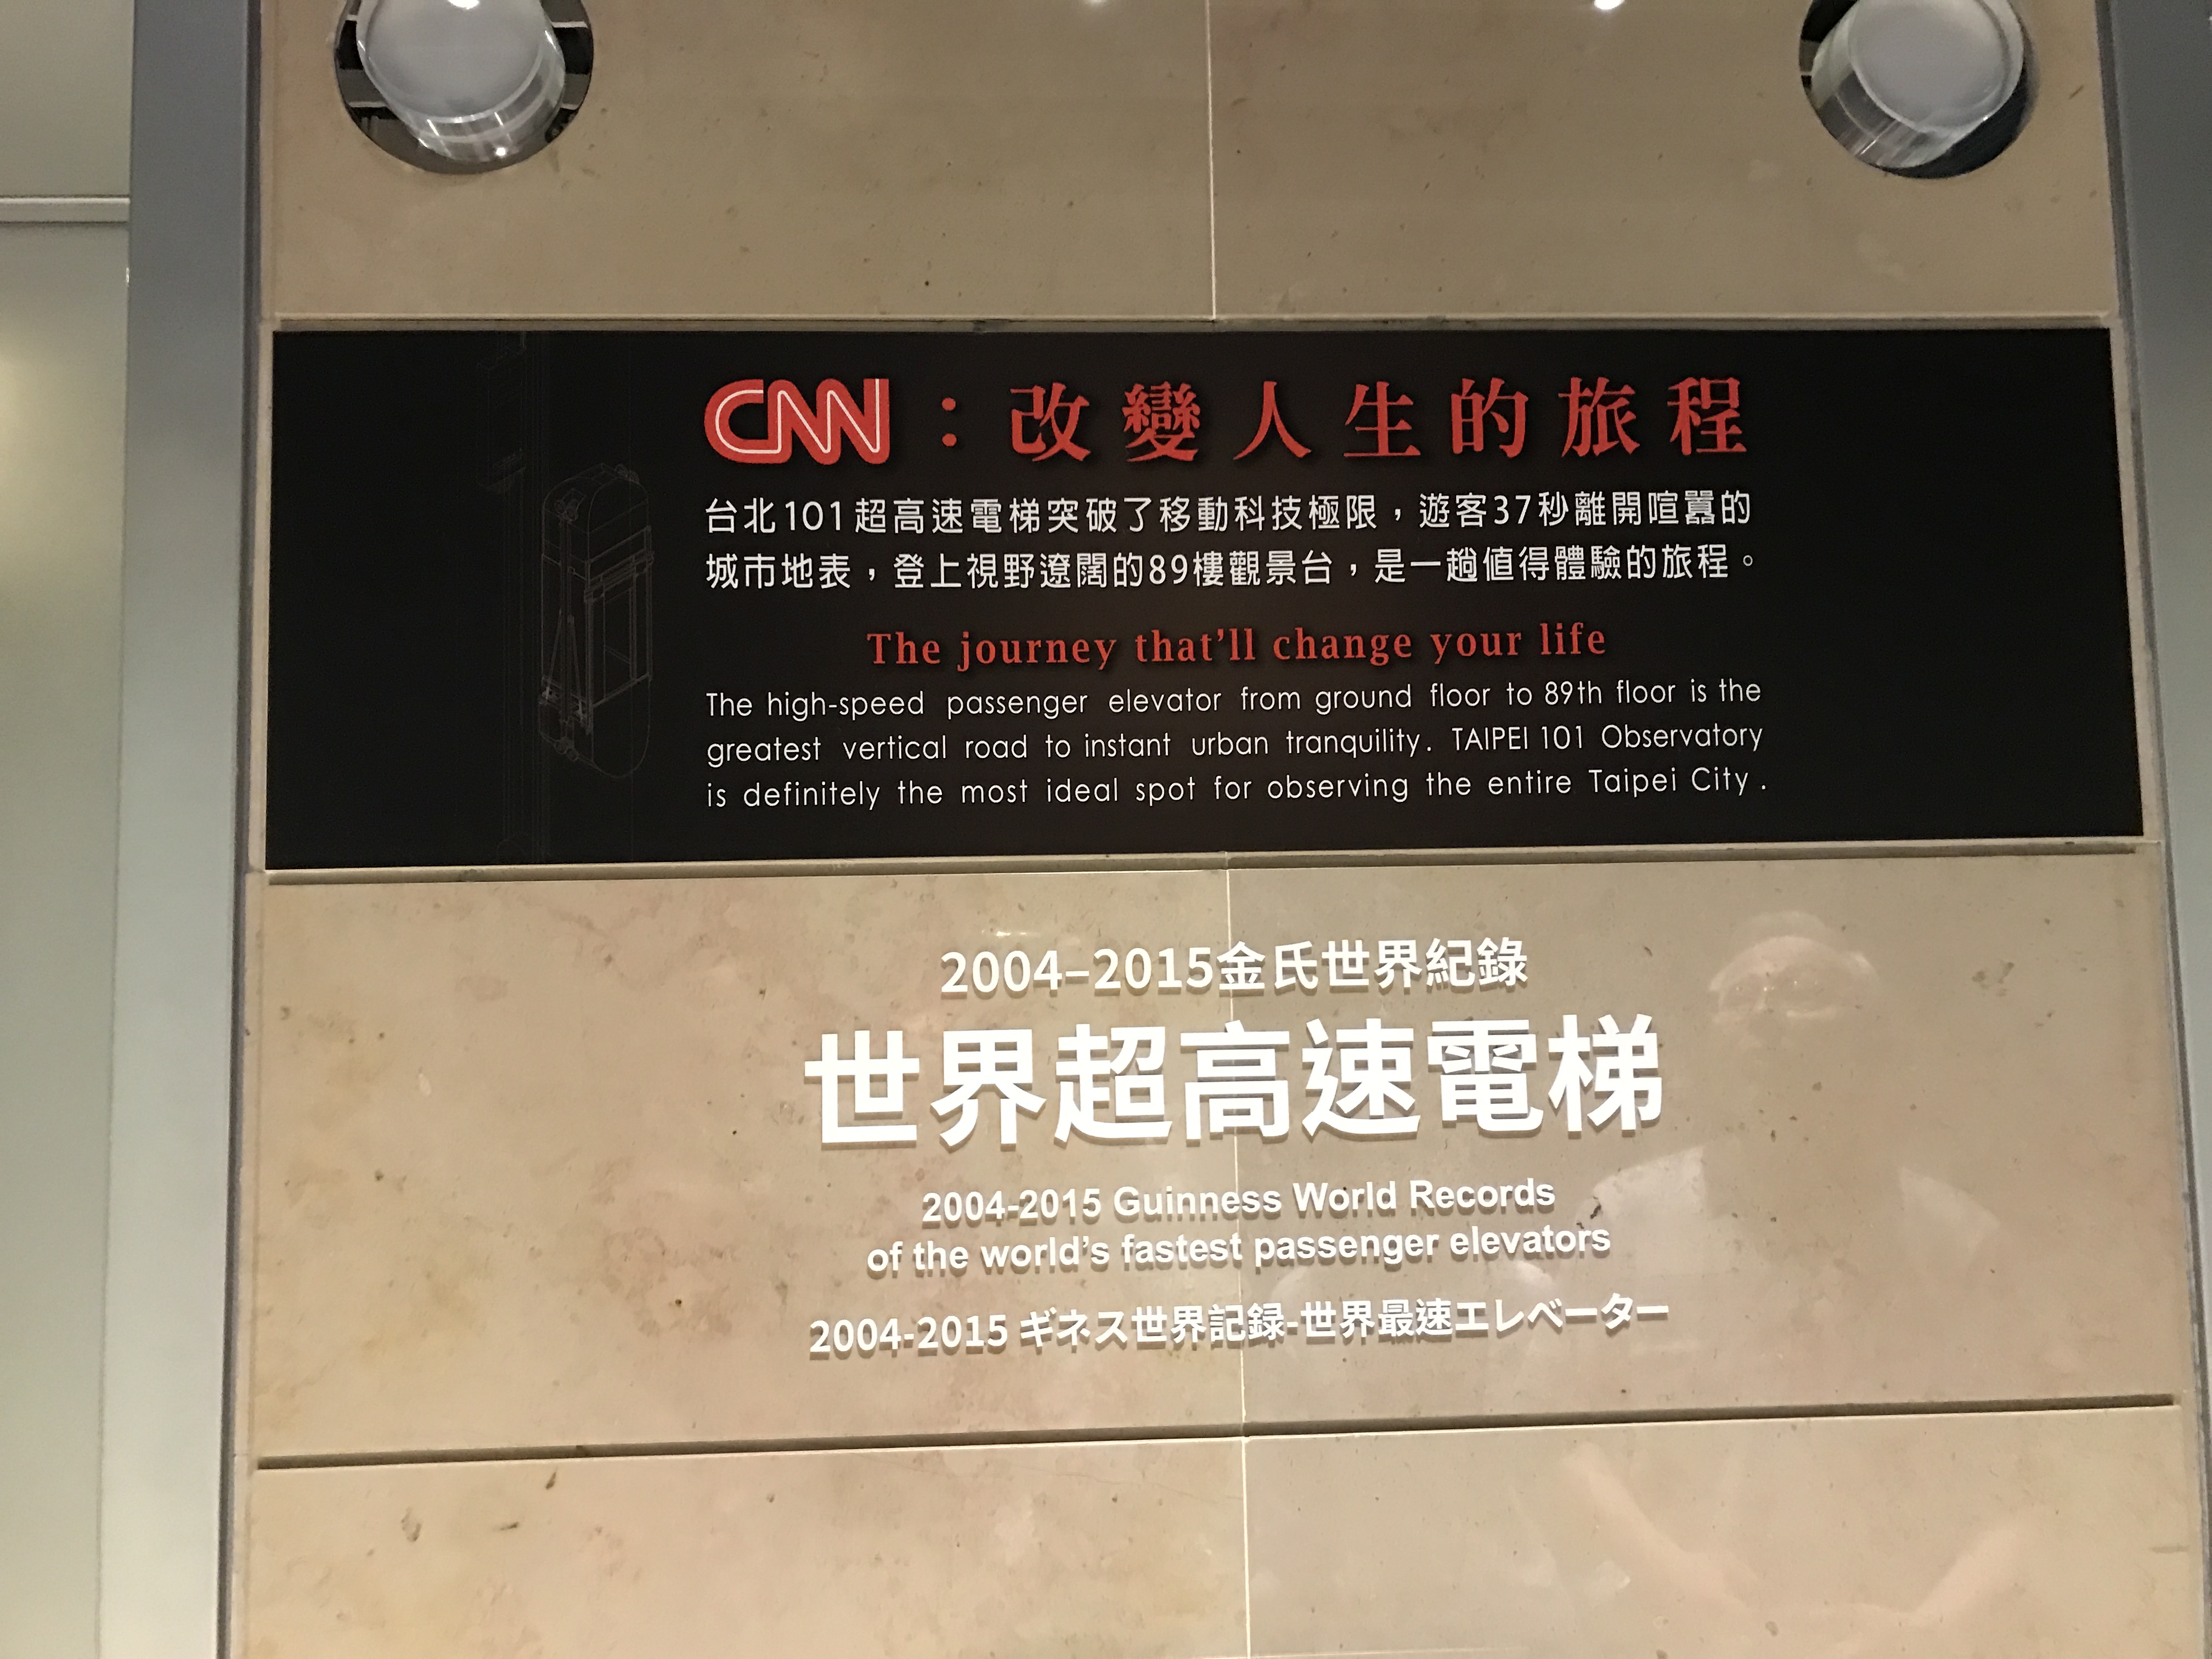 CNN：改變人生的旅程
台北101超高速電梯突破了移動科技極限，遊客37秒離開喧囂的
城市地表，登上視野遼闊的89樓觀景台，是一趟值得體驗的旅程。
The journey that'll change your life
The high-speed passenger elevator from ground floor to 89th floor is the
greatest vertical road to instant urban tranquility. TAIPEI 101 Observatory
is definitely the most ideal spot for observing the entire Taipei City .
2004–2015金氏世界紀錄
世界超高速電梯
2004-2015 Guinness World Records
of the world's fastest passenger elevators
2004-2015 ギネス世界記録-世界最速エレベーター